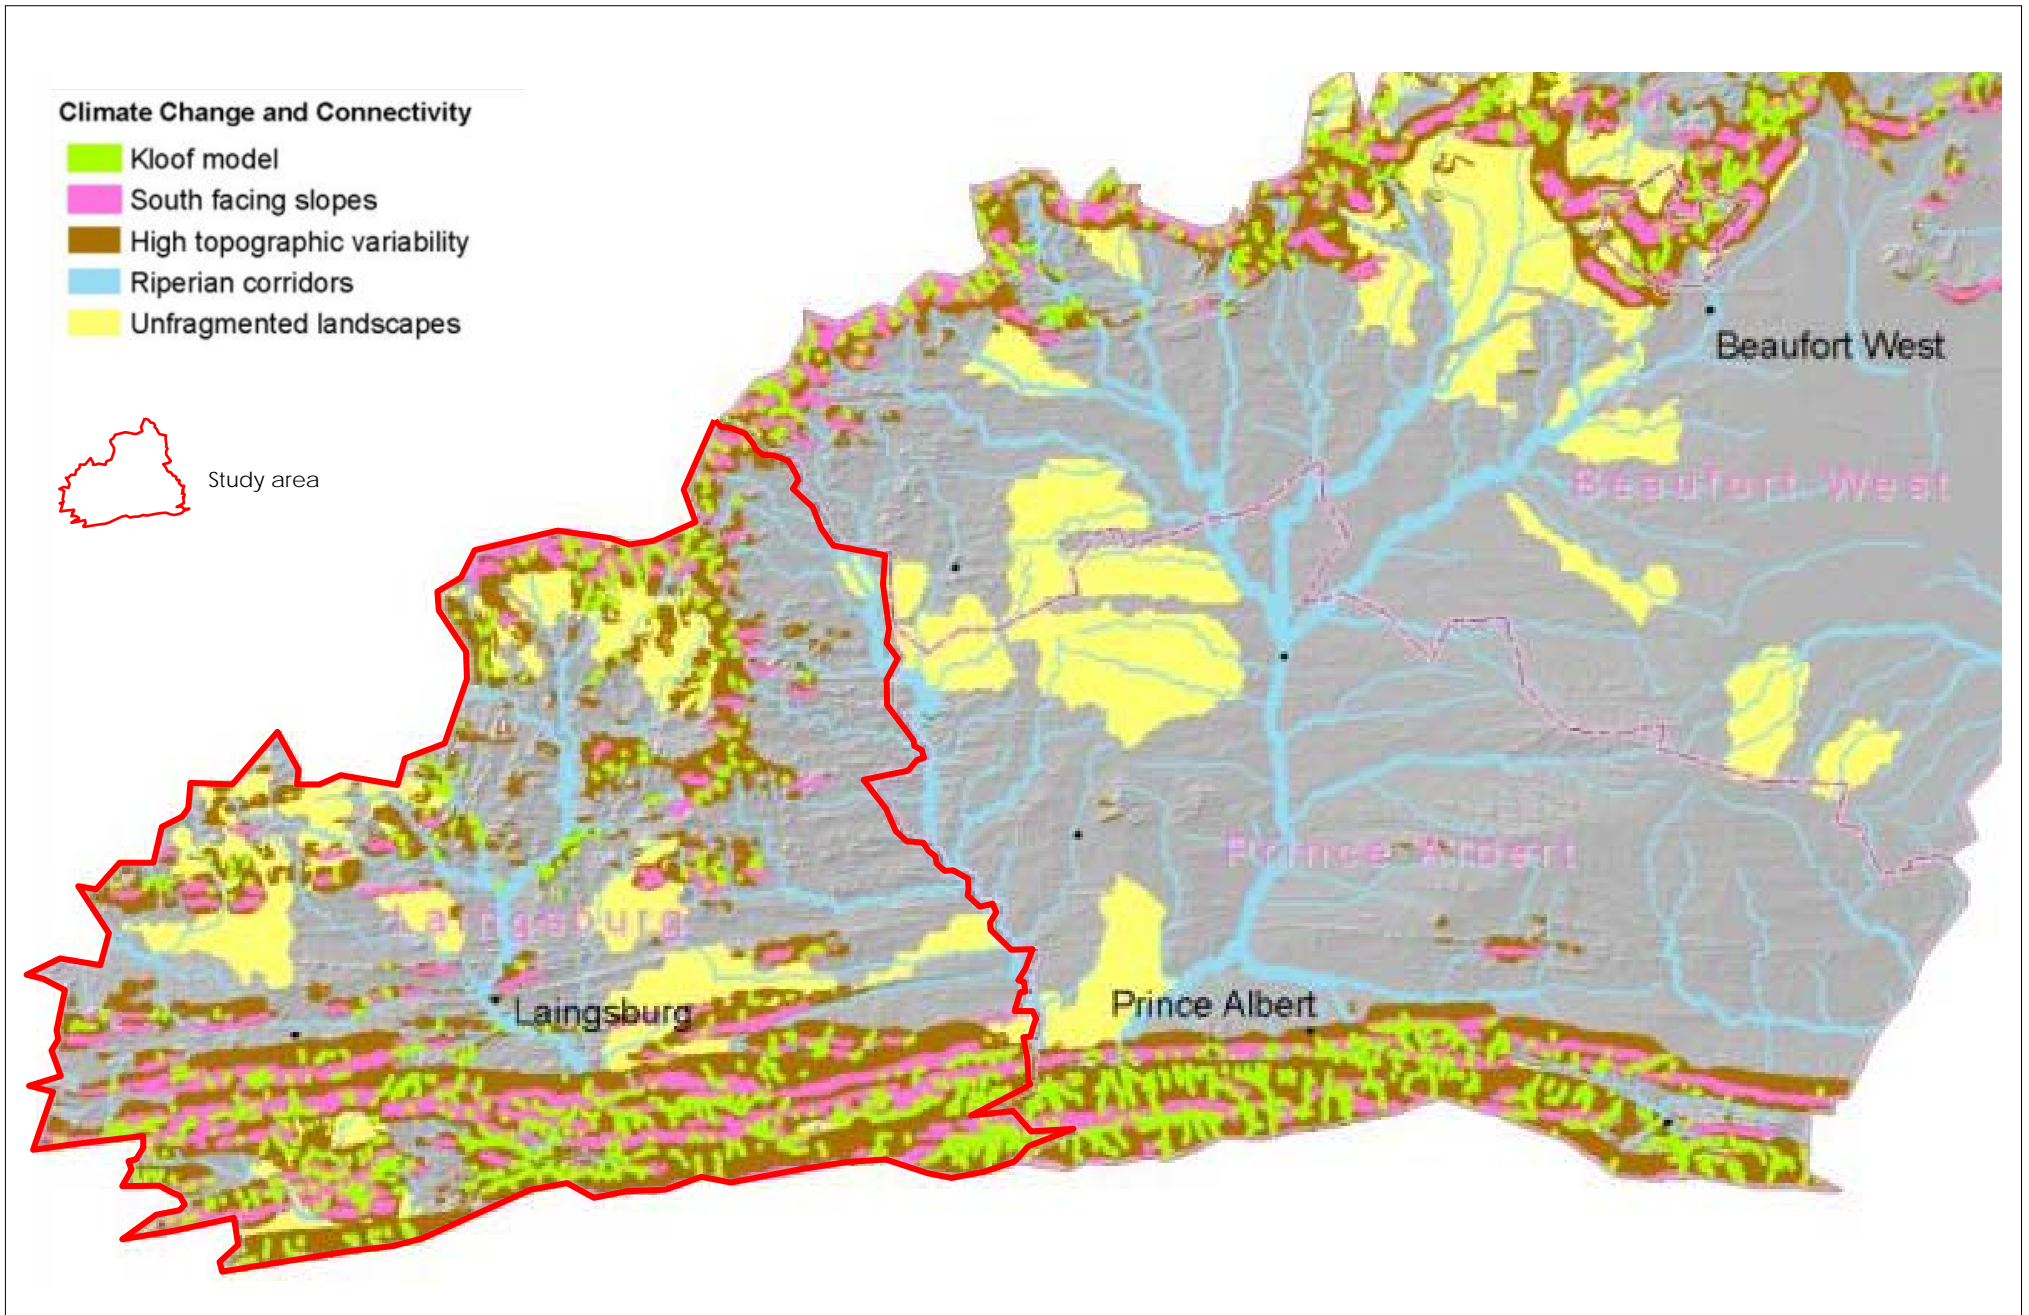 Climate Change and Connectivity
Kloof model
South facing slopes
High topographic variability
Riperian corridors
Unfragmented landscapes
Study area
Beaufort West
Beaufort West
Prince Albert
Laingsburg
Prince Albert
Laingsburg